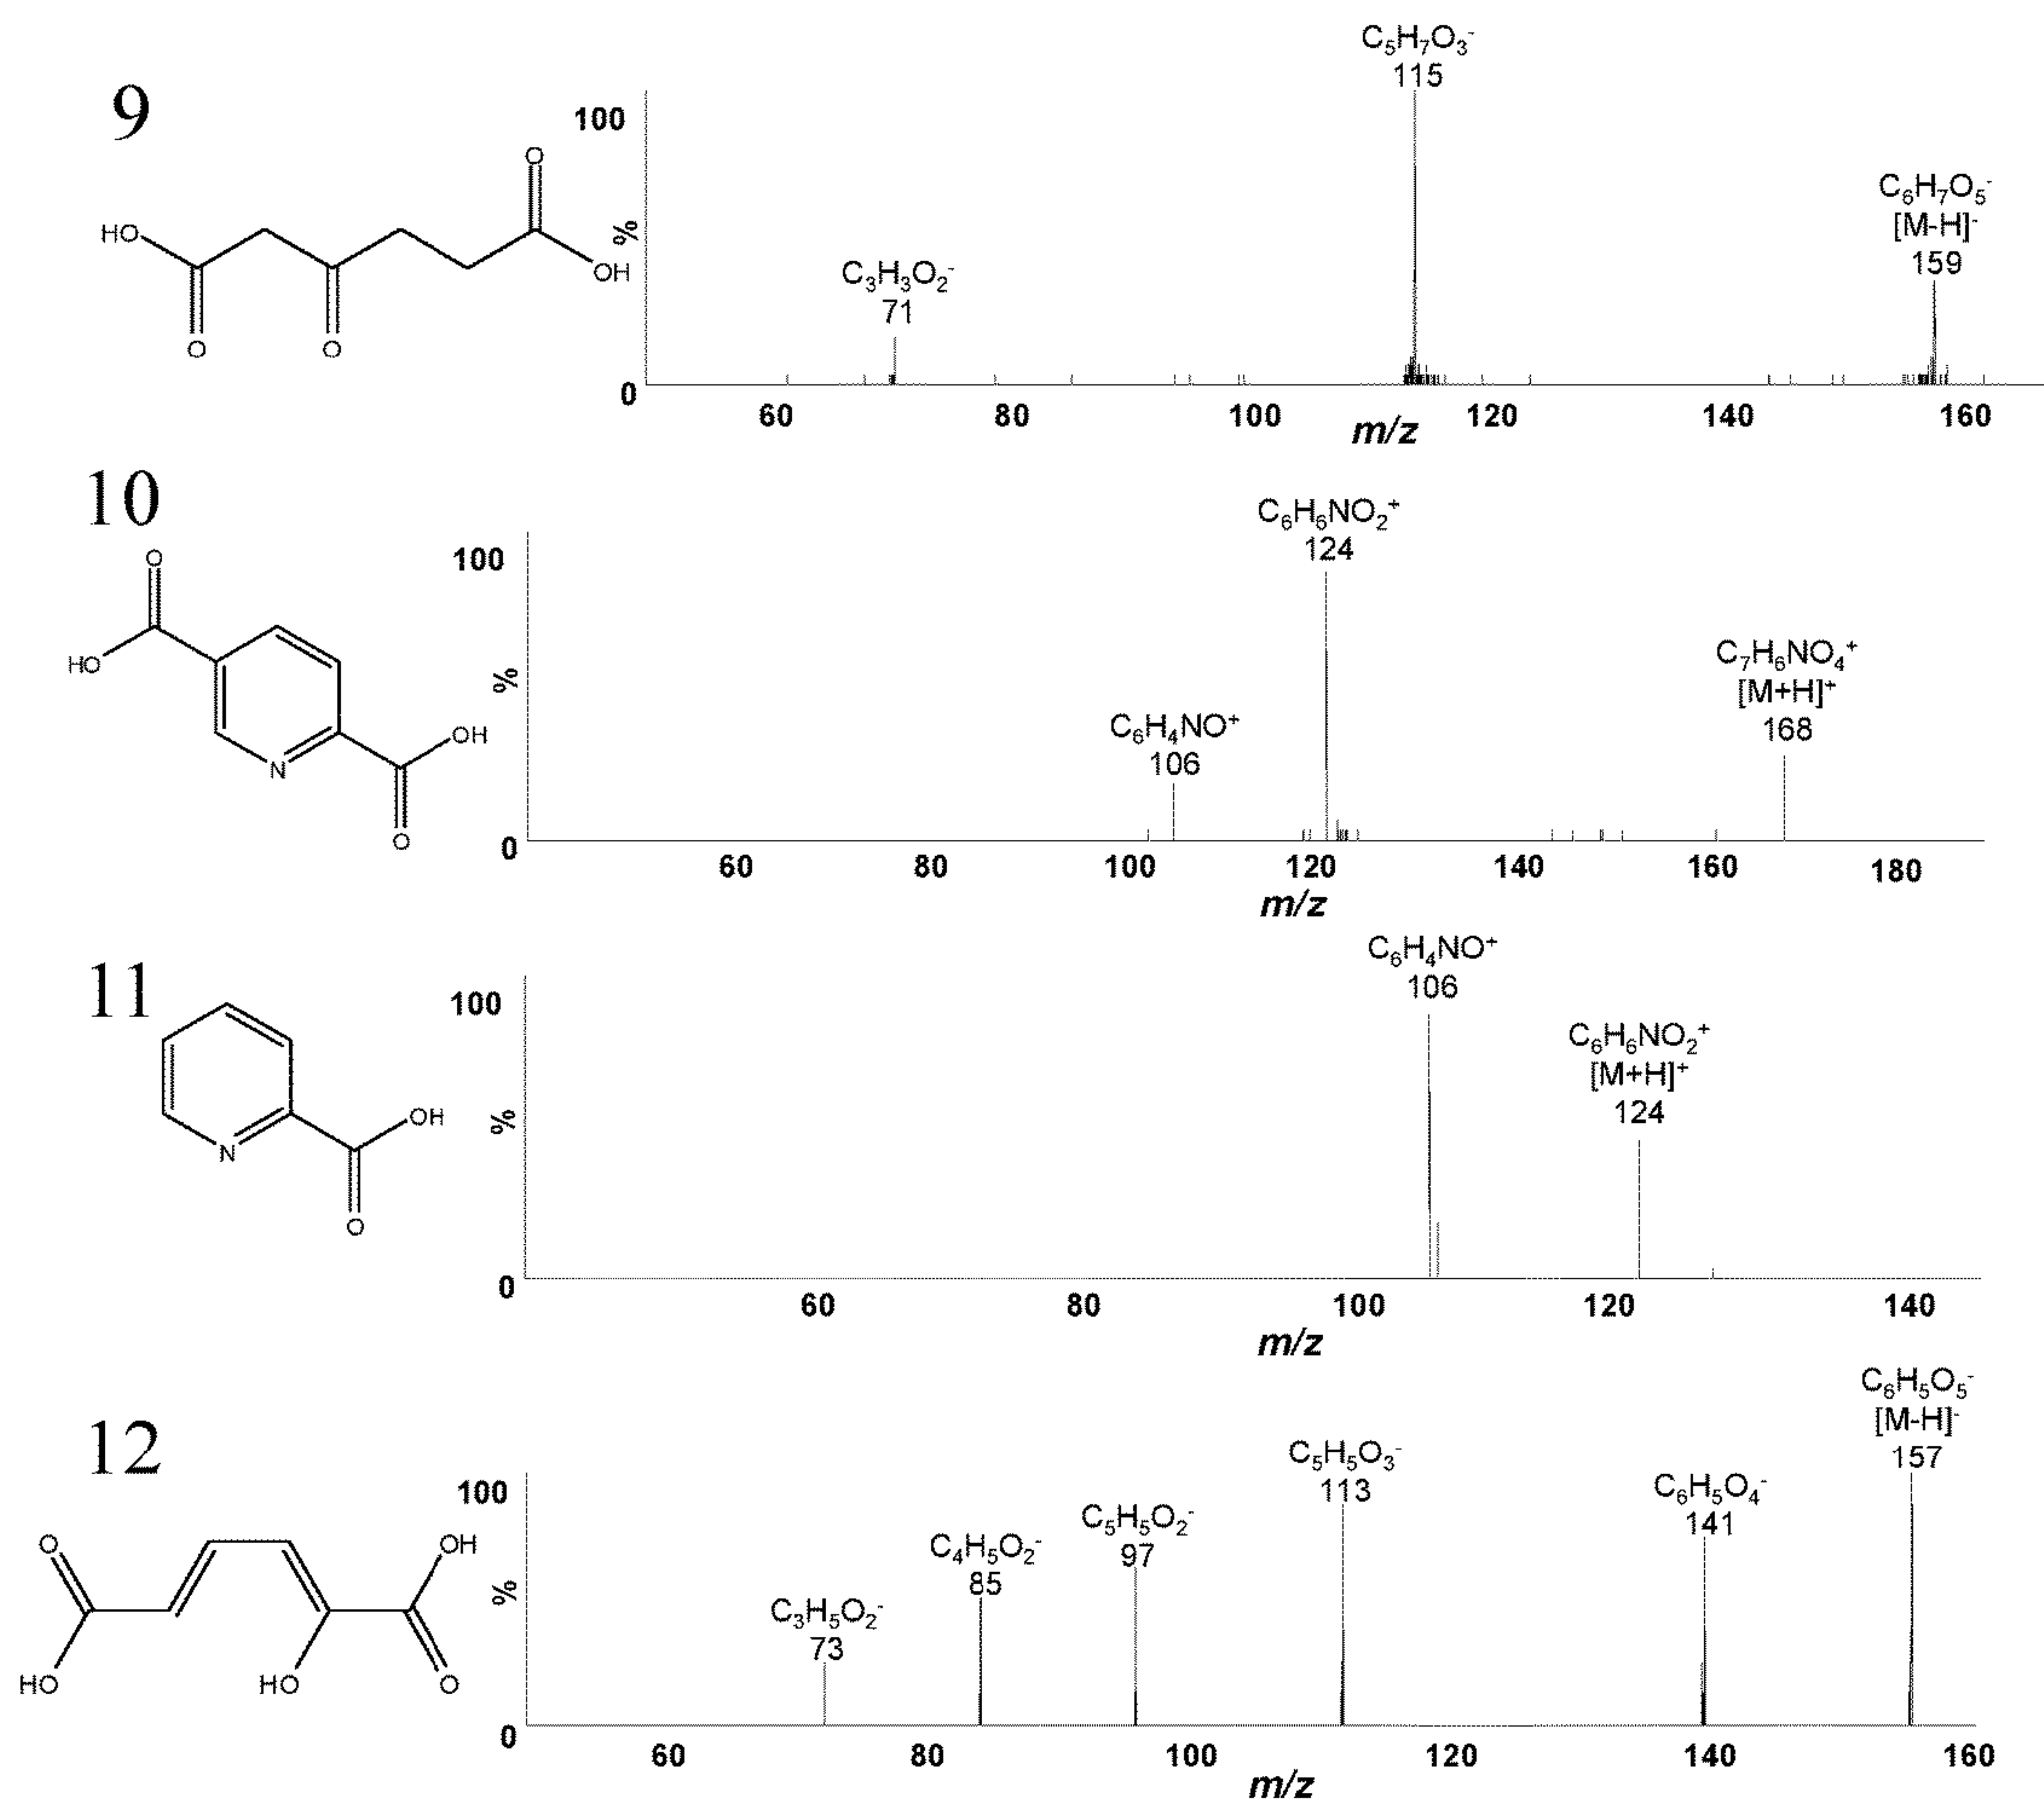 9
HO
O
O
O
OH
100
%
0
C₃H₃O₂⁻
71
C₅H₇O₃⁻
115
C₆H₇O₅⁻
[M-H]⁻
159
60 80 100 120 140 160
m/z
10
O
HO
N
OH
O
100
%
0
C₆H₄NO⁺
106
C₆H₆NO₂⁺
124
C₇H₆NO₄⁺
[M+H]⁺
168
60 80 100 120 140 160 180
m/z
11
N
OH
O
100
%
0
C₆H₄NO⁺
106
C₆H₆NO₂⁺
[M+H]⁺
124
60 80 100 120 140
m/z
12
O
HO
HO
OH
O
100
%
0
C₃H₅O₂⁻
73
C₄H₅O₂⁻
85
C₅H₅O₂⁻
97
C₅H₅O₃⁻
113
C₆H₅O₄⁻
141
C₆H₅O₅⁻
[M-H]⁻
157
60 80 100 120 140 160
m/z